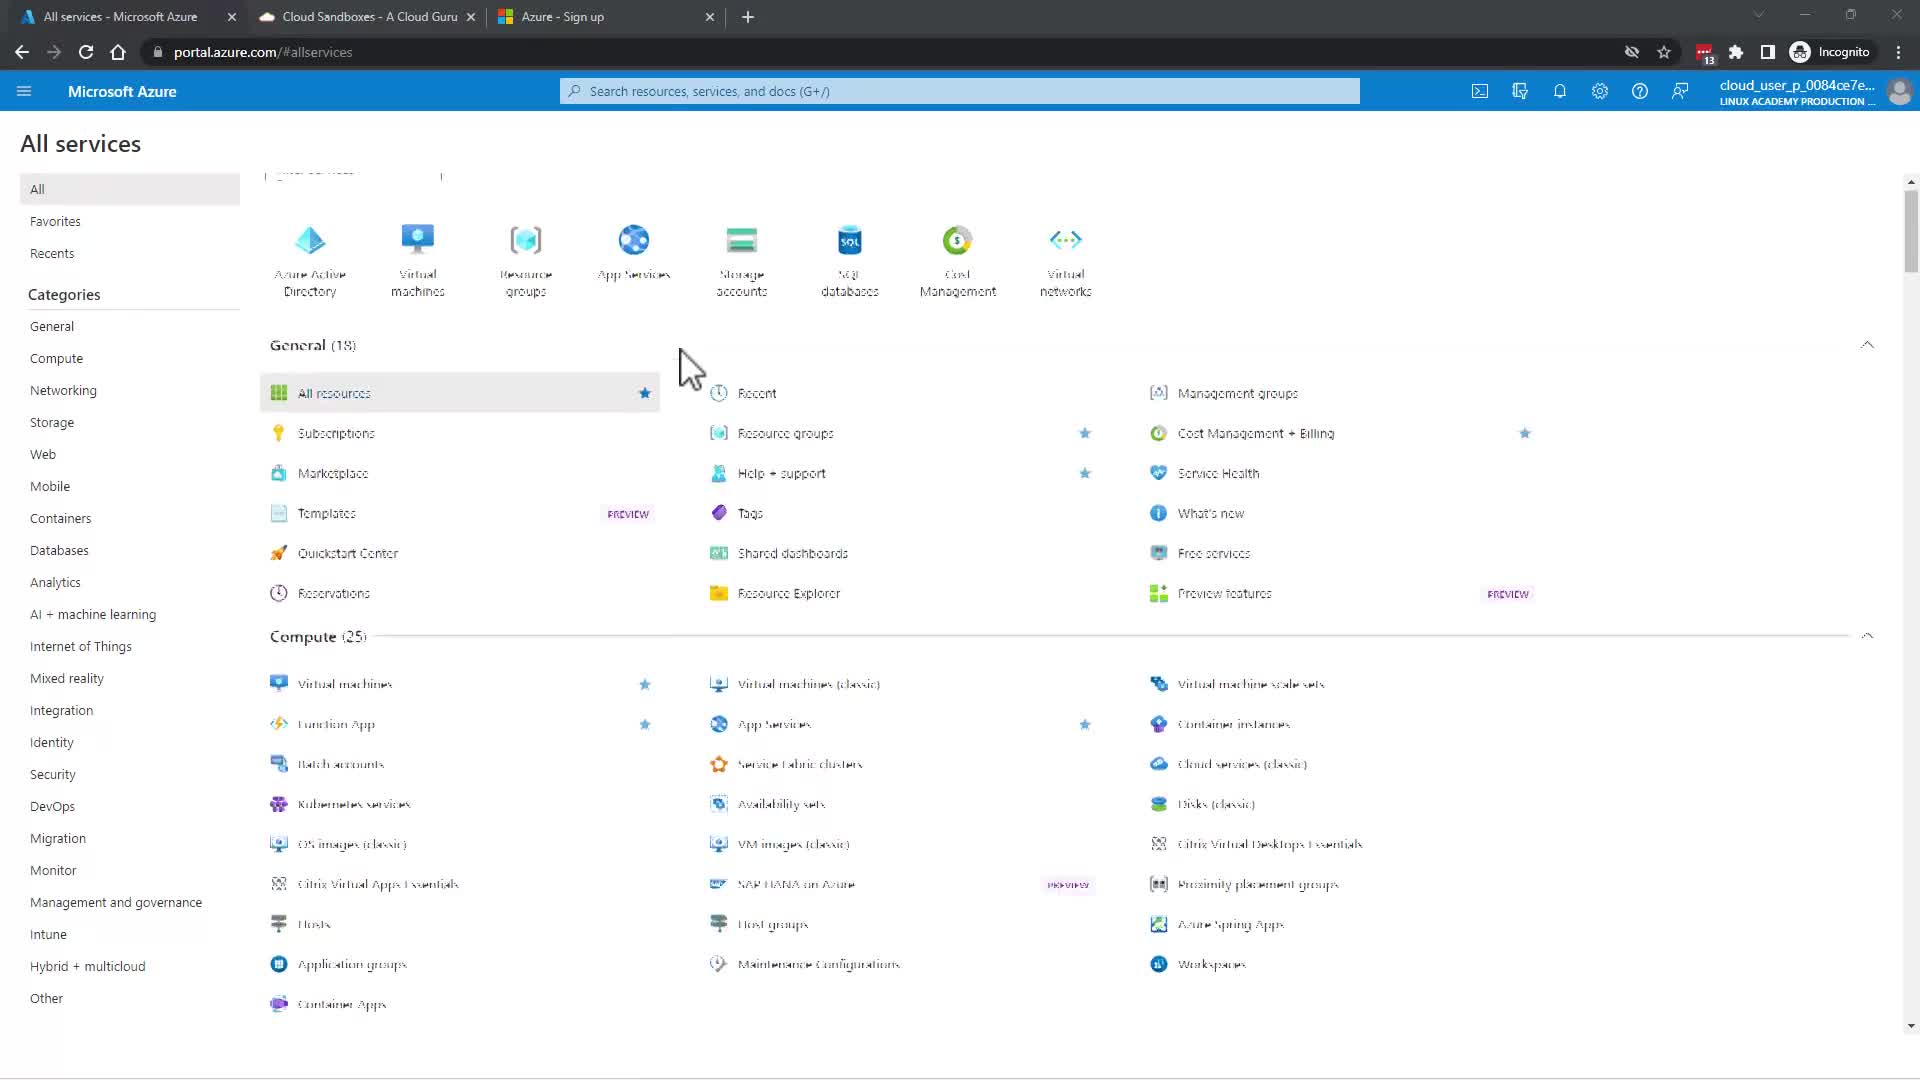 All services - Microsoft Azure
Cloud Sandboxes - A Cloud Guru
Azure - Sign up
portal.azure.com/#allservices
13
Incognito
Microsoft Azure
Search resources, services, and docs (G+/)
cloud_user_p_0084ce7e...
LINUX ACADEMY PRODUCTION ...
All services
All
Favorites
Recents
Categories
General
Compute
Networking
Storage
Web
Mobile
Containers
Databases
Analytics
AI + machine learning
Internet of Things
Mixed reality
Integration
Identity
Security
DevOps
Migration
Monitor
Management and governance
Intune
Hybrid + multicloud
Other
Azure Active
Directory
Virtual
machines
Resource
groups
App Services
Storage
accounts
SQL
SQL
databases
Cost
Management
Virtual
networks
General (18)
All resources
Recent
Management groups
Subscriptions
Resource groups
Cost Management + Billing
Marketplace
Help + support
Service Health
Templates
PREVIEW
Tags
What's new
Quickstart Center
Shared dashboards
Free services
Reservations
Resource Explorer
Preview features
PREVIEW
Compute (25)
Virtual machines
Virtual machines (classic)
Virtual machine scale sets
Function App
App Services
Container instances
Batch accounts
Service Fabric clusters
Cloud services (classic)
Kubernetes services
Availability sets
Disks (classic)
OS images (classic)
VM images (classic)
Citrix Virtual Desktops Essentials
Citrix Virtual Apps Essentials
SAP HANA on Azure
PREVIEW
Proximity placement groups
Hosts
Host groups
Azure Spring Apps
Application groups
Maintenance Configurations
Workspaces
Container Apps